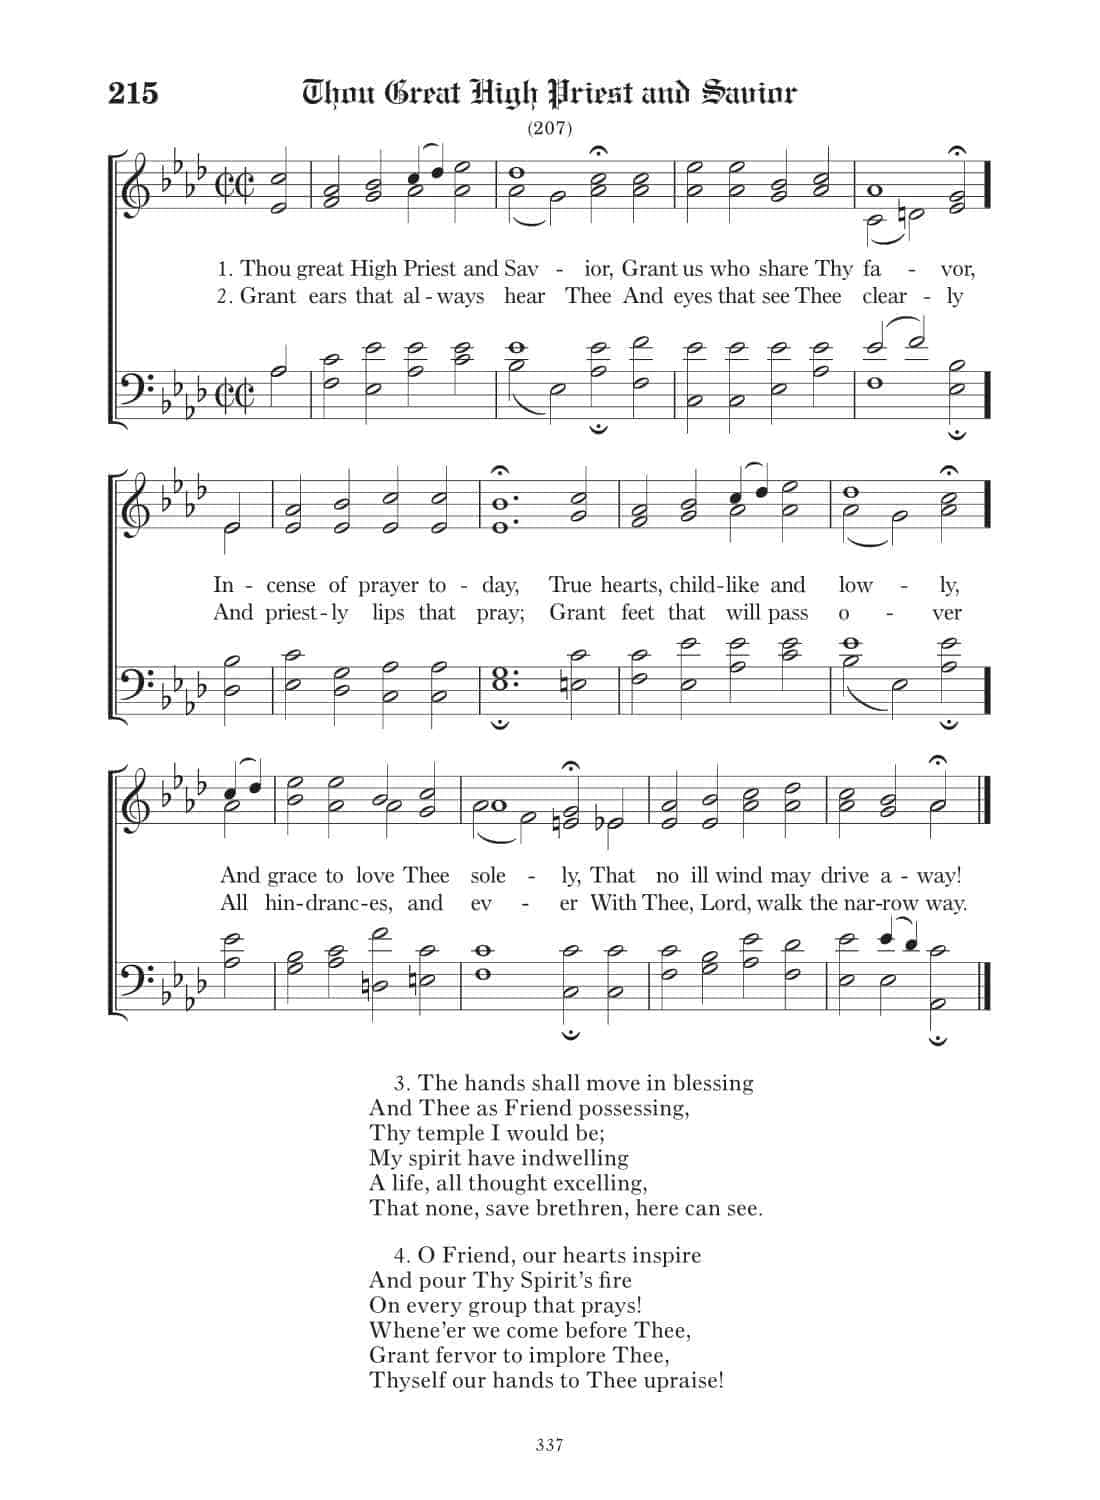 215 Thou Great High Priest and Savior
(207)
1. Thou great High Priest and Sav - ior, Grant us who share Thy fa - vor,
2. Grant ears that al - ways hear Thee And eyes that see Thee clear - ly
In - cense of prayer to - day, True hearts, child-like and low - ly,
And priest - ly lips that pray; Grant feet that will pass o - ver
And grace to love Thee sole - ly, That no ill wind may drive a - way!
All hin-dranc-es, and ev - er With Thee, Lord, walk the nar-row way.
3. The hands shall move in blessing
And Thee as Friend possessing,
Thy temple I would be;
My spirit have indwelling
A life, all thought excelling,
That none, save brethren, here can see.
4. O Friend, our hearts inspire
And pour Thy Spirit’s fire
On every group that prays!
Whene’er we come before Thee,
Grant fervor to implore Thee,
Thyself our hands to Thee upraise!
337